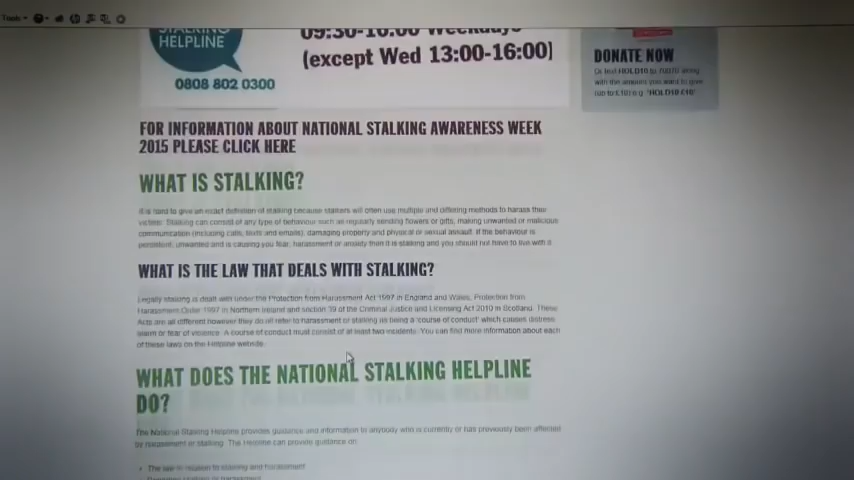 Tools
STALKING
HELPLINE
0808 802 0300
09:30-16:00 Weekdays
(except Wed 13:00-16:00)
DONATE NOW
Or text HOLD10 to 70070 along
with the amount you want to give
(up to £10) e.g. "HOLD10 £10"
FOR INFORMATION ABOUT NATIONAL STALKING AWARENESS WEEK
2015 PLEASE CLICK HERE
WHAT IS STALKING?
It is hard to give an exact definition of stalking because stalkers will often use multiple and differing methods to harass their
victims. Stalking can consist of any type of behaviour such as regularly sending flowers or gifts, making unwanted or malicious
communication (including calls, texts and emails), damaging property and physical or sexual assault. If the behaviour is
persistent, unwanted and is causing you fear, harassment or anxiety then it is stalking and you should not have to live with it.
WHAT IS THE LAW THAT DEALS WITH STALKING?
Legally stalking is dealt with under the Protection from Harassment Act 1997 in England and Wales, Protection from
Harassment Order 1997 in Northern Ireland and section 39 of the Criminal Justice and Licensing Act 2010 in Scotland. These
Acts are all different however they do all refer to harassment or stalking as being a 'course of conduct' which causes distress,
alarm or fear of violence. A course of conduct must consist of at least two incidents. You can find more information about each
of these laws on the Helpline website.
WHAT DOES THE NATIONAL STALKING HELPLINE
DO?
The National Stalking Helpline provides guidance and information to anybody who is currently or has previously been affected
by harassment or stalking. The Helpline can provide guidance on:
The law in relation to stalking and harassment